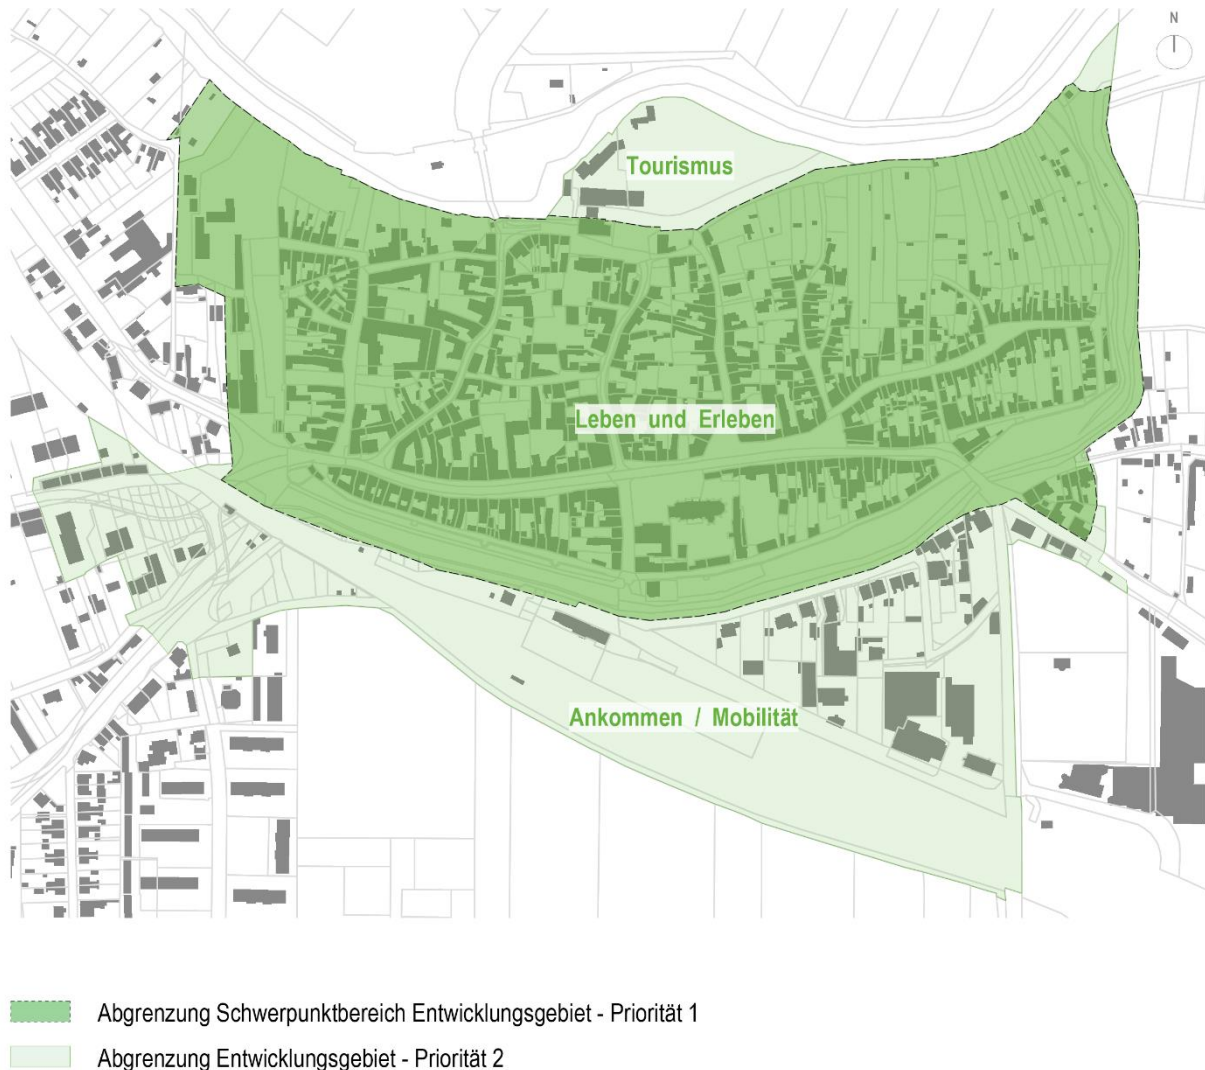 N
Tourismus
Leben und Erleben
Ankommen / Mobilität
Abgrenzung Schwerpunktbereich Entwicklungsgebiet - Priorität 1
Abgrenzung Entwicklungsgebiet - Priorität 2